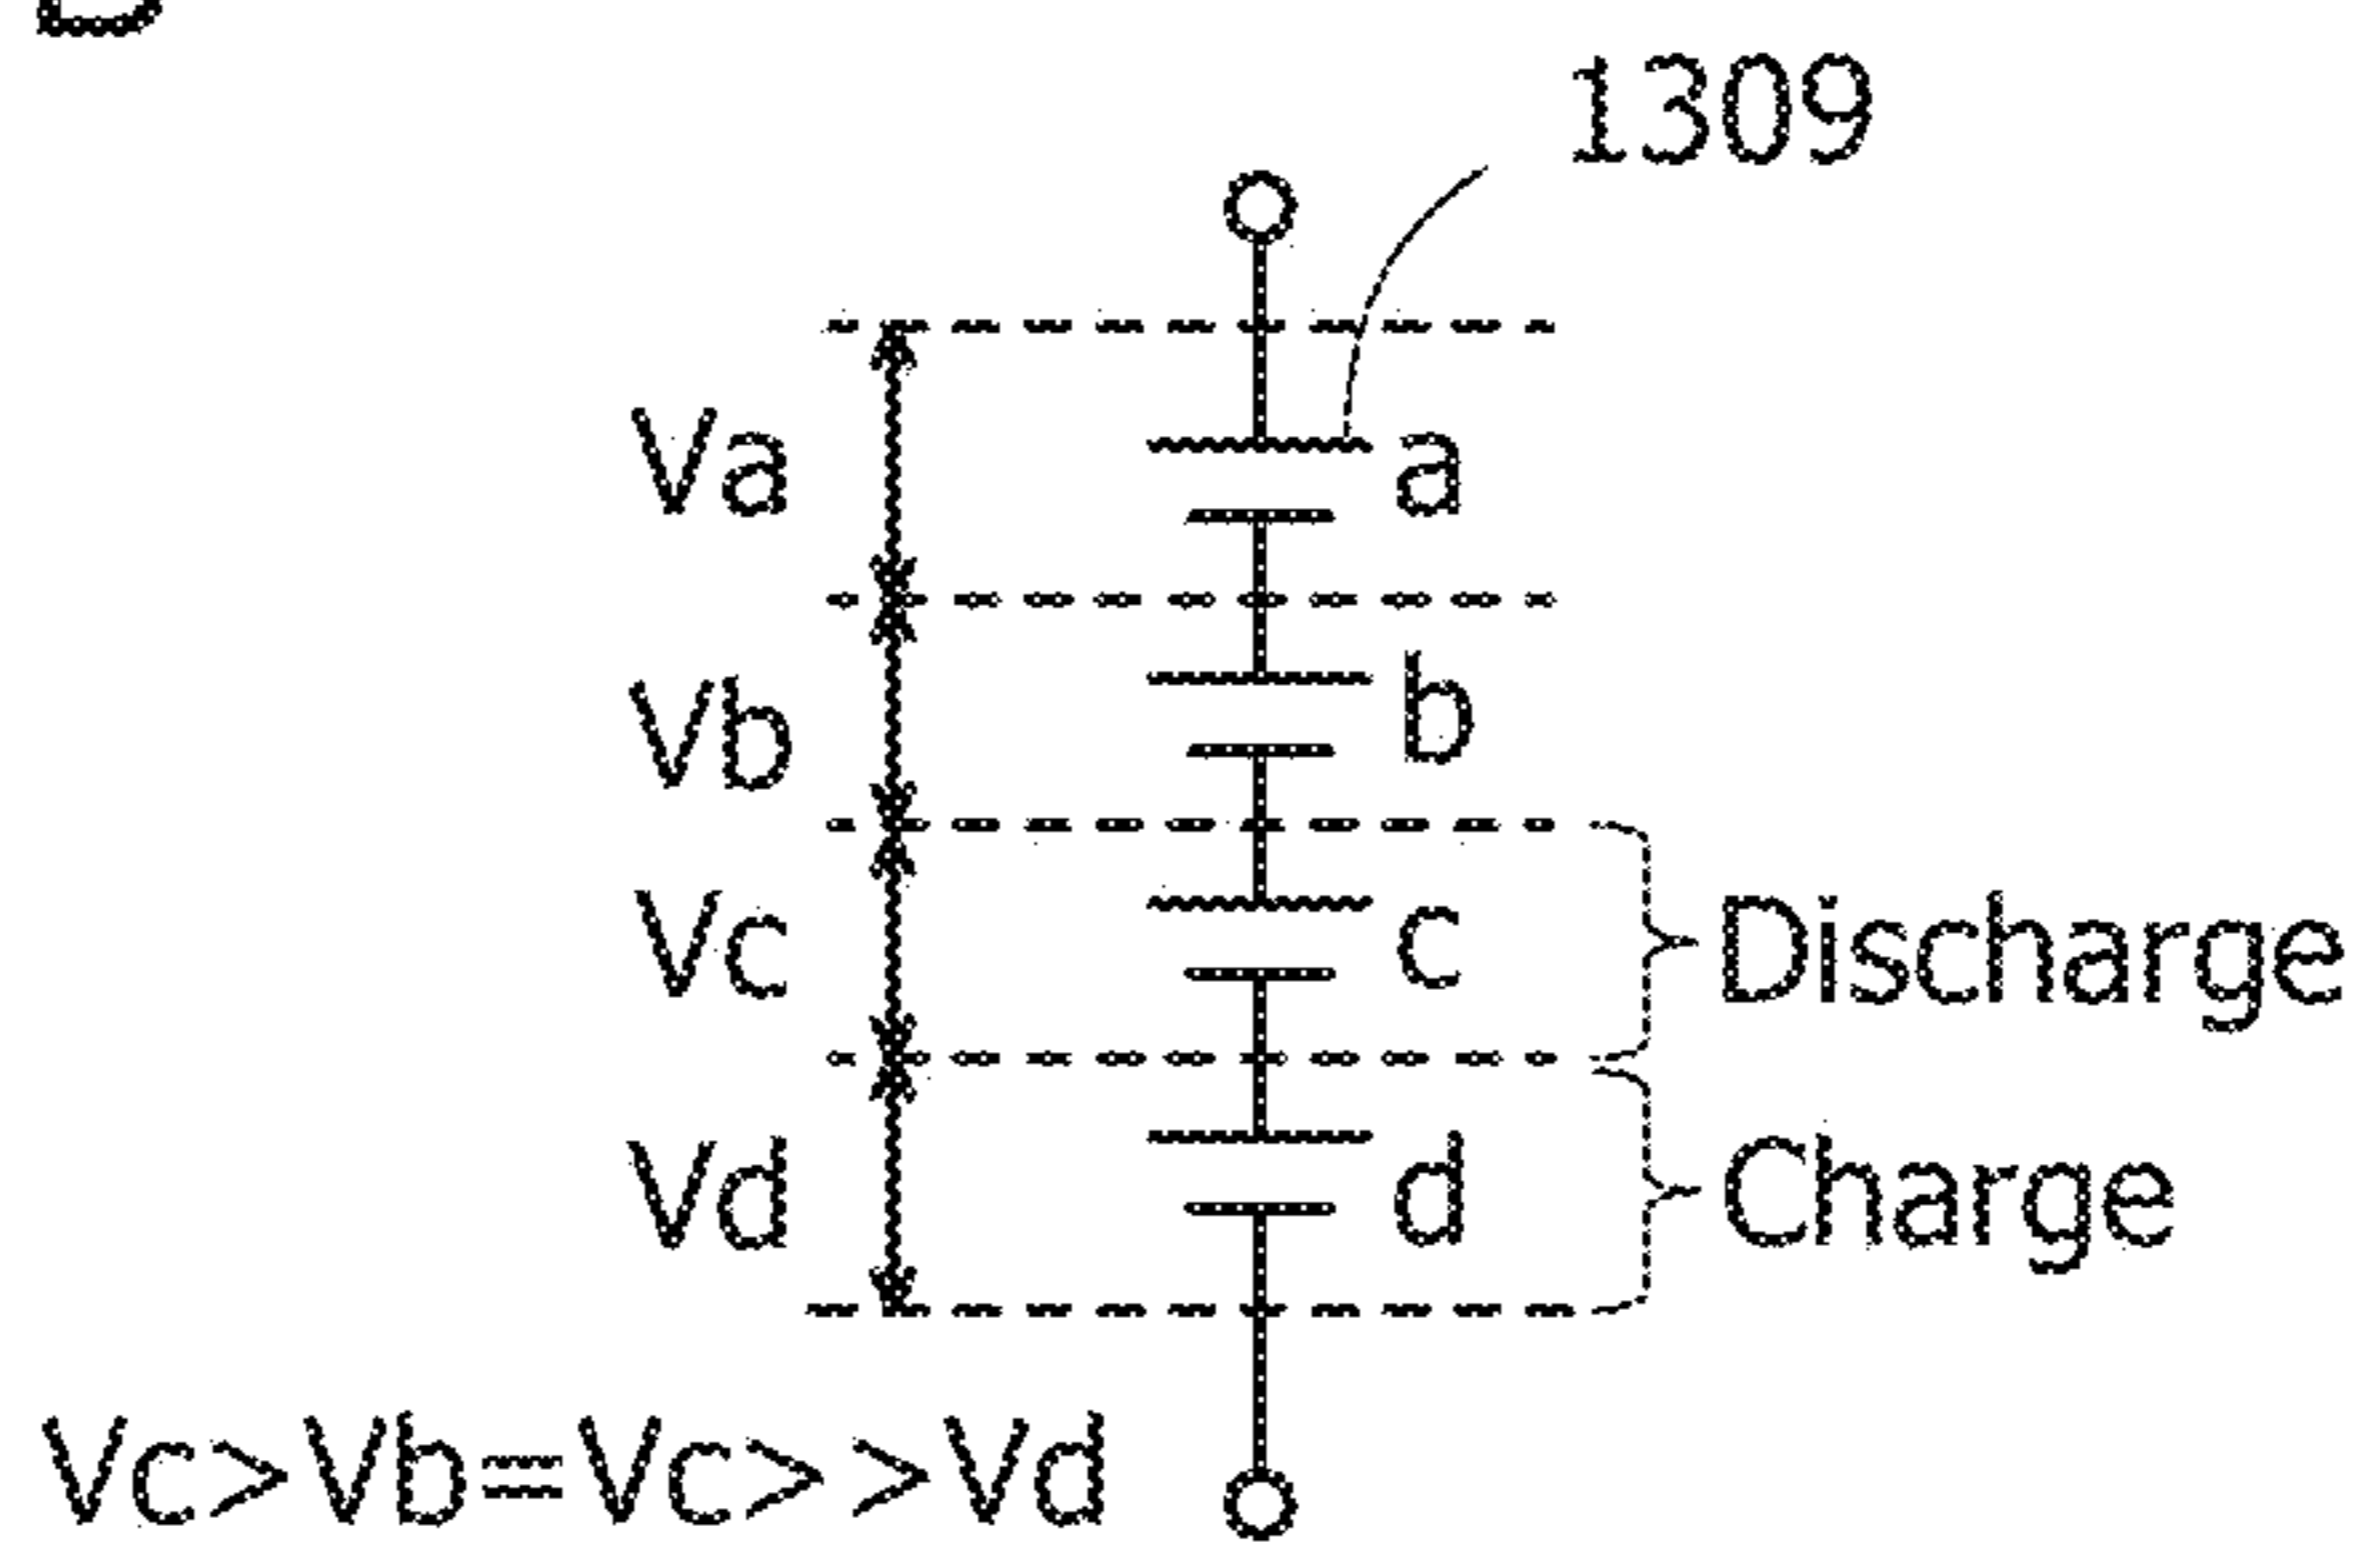 1309
Va a
Vb b
Vc c Discharge
Vd d Charge
Vc>Vb=Vc>>Vd